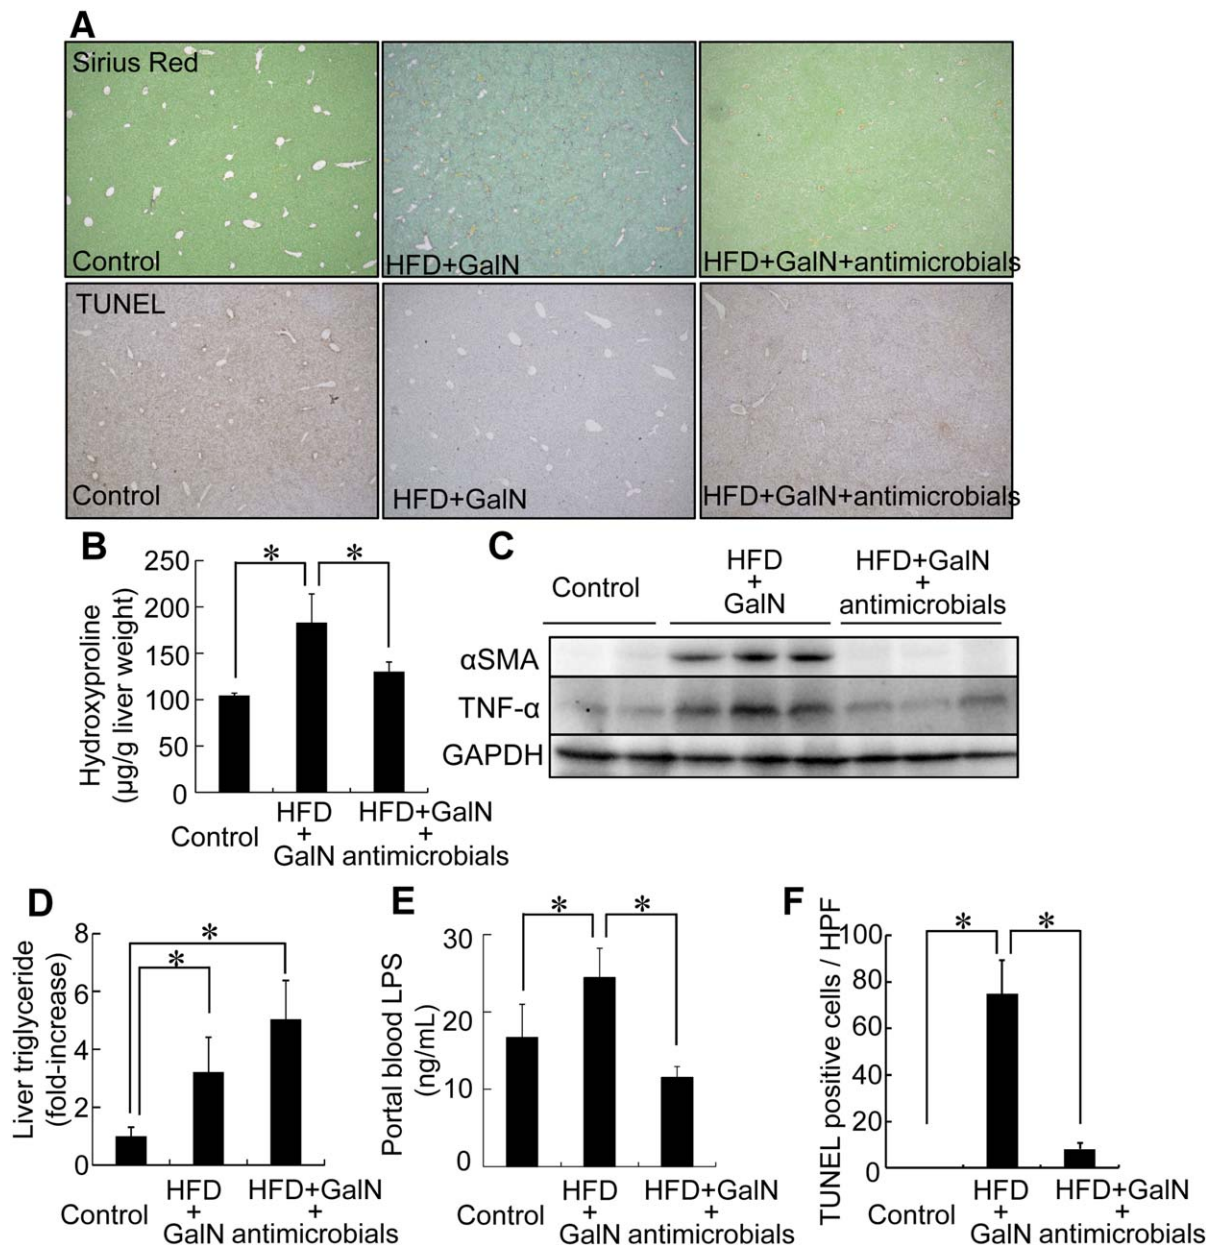 A
Sirius Red
Control
HFD+GalN
HFD+GalN+antimicrobials
TUNEL
Control
HFD+GalN
HFD+GalN+antimicrobials
B
Hydroxyproline
(µg/g liver weight)
250
200
150
100
50
0
*
*
Control
HFD
+
GalN
HFD+GalN
+
antimicrobials
C
Control
HFD
+
GalN
HFD+GalN
+
antimicrobials
αSMA
TNF-α
GAPDH
D
Liver triglyceride
(fold-increase)
8
6
4
2
0
*
*
Control
HFD
+
GalN
HFD+GalN
+
antimicrobials
E
Portal blood LPS
(ng/mL)
30
20
10
0
*
*
Control
HFD
+
GalN
HFD+GalN
+
antimicrobials
F
TUNEL positive cells / HPF
100
80
60
40
20
0
*
*
Control
HFD
+
GalN
HFD+GalN
+
antimicrobials